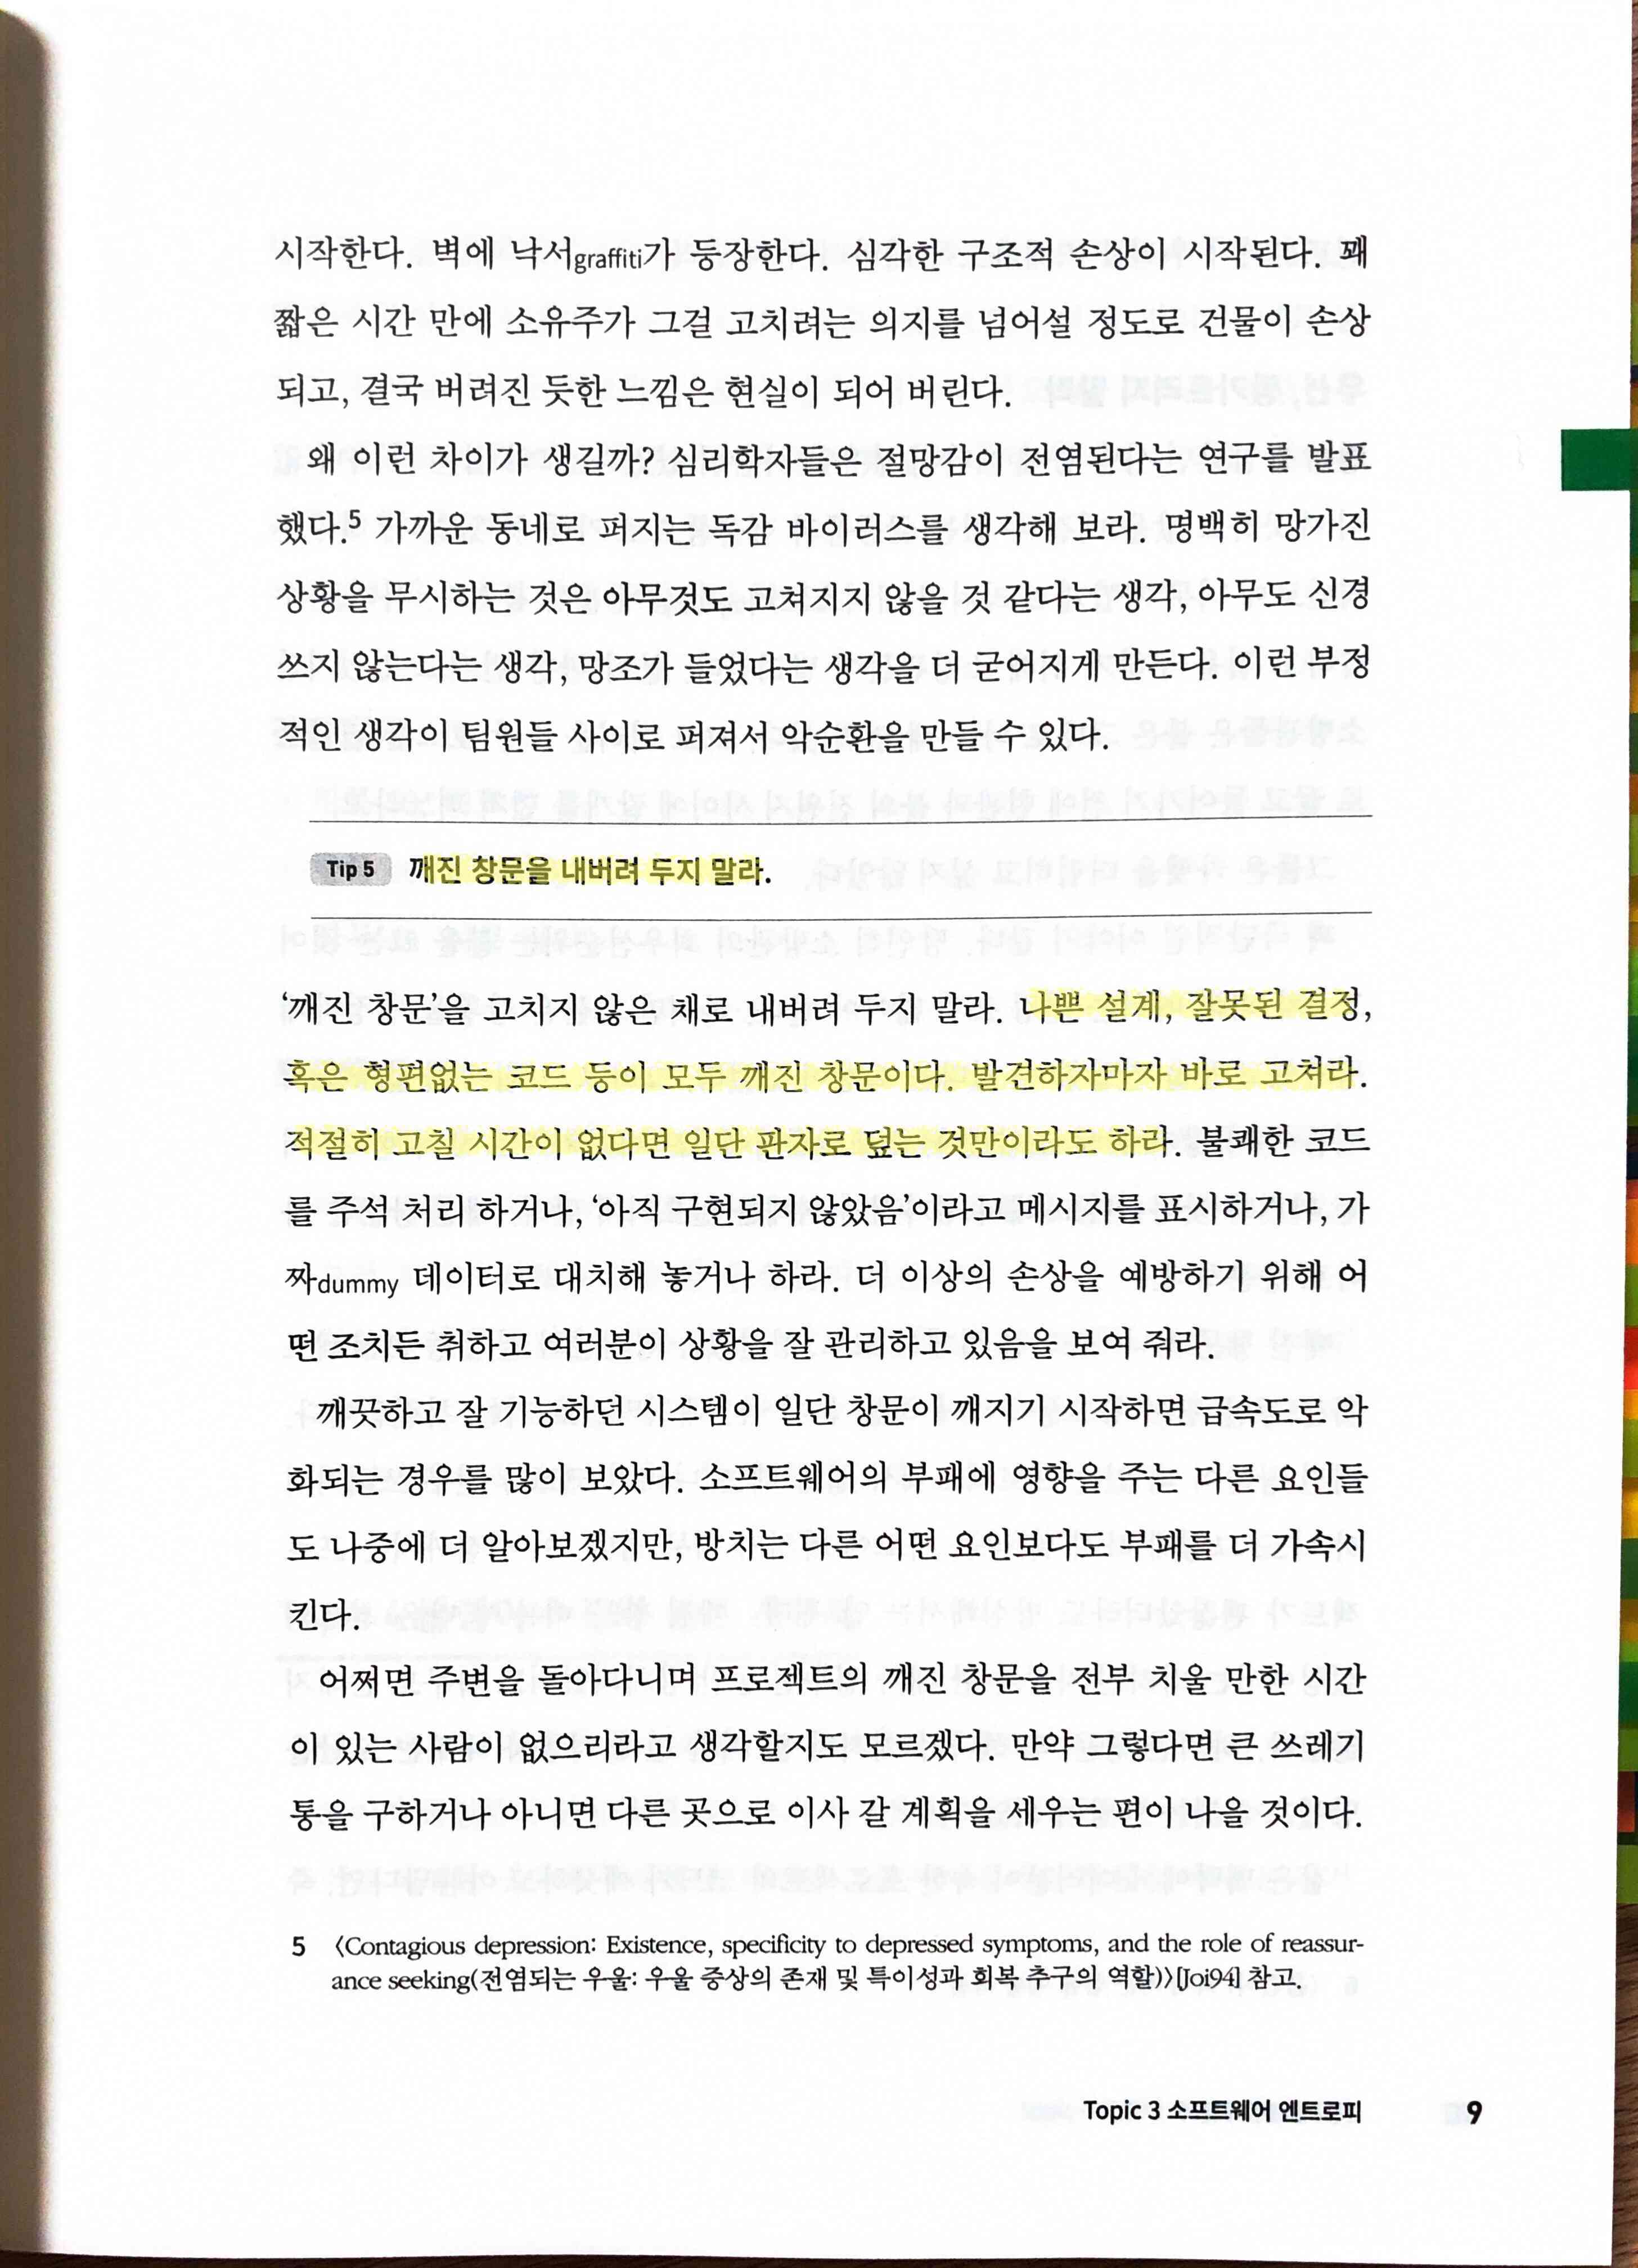 시작한다. 벽에 낙서graffiti가 등장한다. 심각한 구조적 손상이 시작된다. 꽤
짧은 시간 만에 소유주가 그걸 고치려는 의지를 넘어설 정도로 건물이 손상
되고, 결국 버려진 듯한 느낌은 현실이 되어 버린다.
왜 이런 차이가 생길까? 심리학자들은 절망감이 전염된다는 연구를 발표
했다.5 가까운 동네로 퍼지는 독감 바이러스를 생각해 보라. 명백히 망가진
상황을 무시하는 것은 아무것도 고쳐지지 않을 것 같다는 생각, 아무도 신경
쓰지 않는다는 생각, 망조가 들었다는 생각을 더 굳어지게 만든다. 이런 부정
적인 생각이 팀원들 사이로 퍼져서 악순환을 만들 수 있다.
Tip 5 깨진 창문을 내버려 두지 말라.
‘깨진 창문’을 고치지 않은 채로 내버려 두지 말라. 나쁜 설계, 잘못된 결정,
혹은 형편없는 코드 등이 모두 깨진 창문이다. 발견하자마자 바로 고쳐라.
적절히 고칠 시간이 없다면 일단 판자로 덮는 것만이라도 하라. 불쾌한 코드
를 주석 처리 하거나, ‘아직 구현되지 않았음’이라고 메시지를 표시하거나, 가
짜dummy 데이터로 대치해 놓거나 하라. 더 이상의 손상을 예방하기 위해 어
떤 조치든 취하고 여러분이 상황을 잘 관리하고 있음을 보여 줘라.
깨끗하고 잘 기능하던 시스템이 일단 창문이 깨지기 시작하면 급속도로 악
화되는 경우를 많이 보았다. 소프트웨어의 부패에 영향을 주는 다른 요인들
도 나중에 더 알아보겠지만, 방치는 다른 어떤 요인보다도 부패를 더 가속시
킨다.
어쩌면 주변을 돌아다니며 프로젝트의 깨진 창문을 전부 치울 만한 시간
이 있는 사람이 없으리라고 생각할지도 모르겠다. 만약 그렇다면 큰 쓰레기
통을 구하거나 아니면 다른 곳으로 이사 갈 계획을 세우는 편이 나을 것이다.
5 〈Contagious depression: Existence, specificity to depressed symptoms, and the role of reassur-
ance seeking(전염되는 우울: 우울 증상의 존재 및 특이성과 회복 추구의 역할)〉[Joi94] 참고.
Topic 3 소프트웨어 엔트로피 9